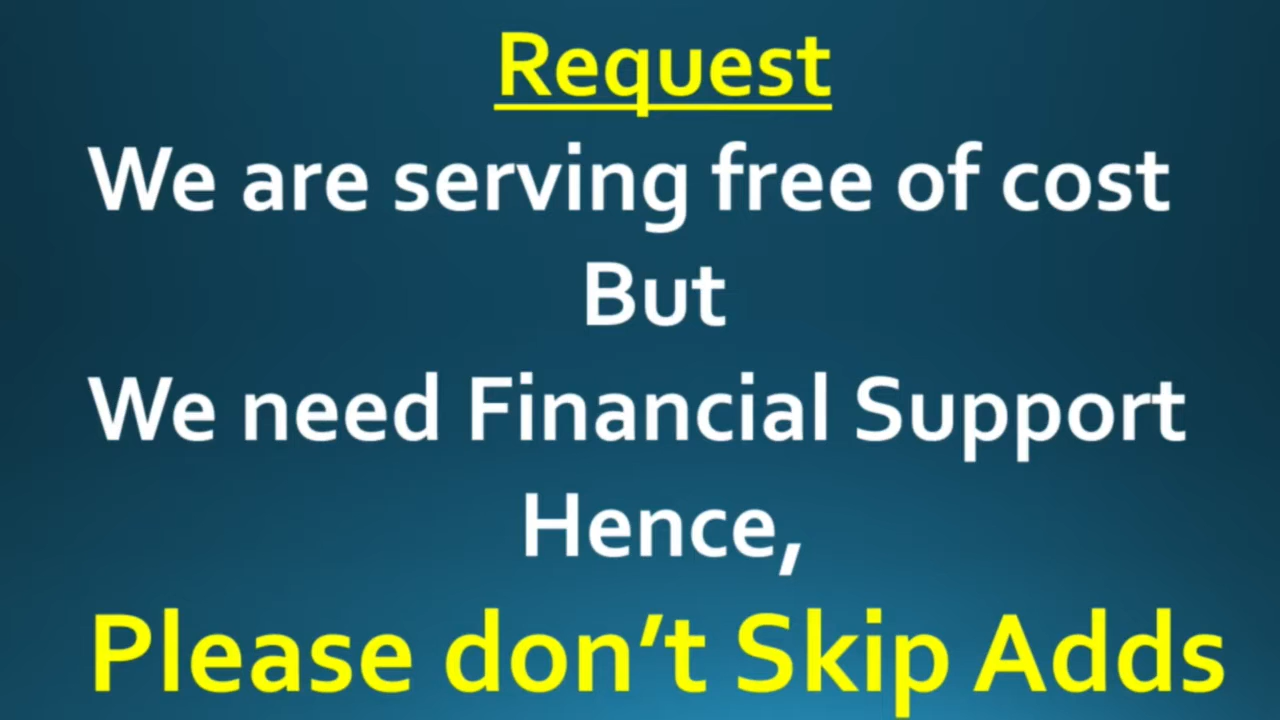 Request
We are serving free of cost
But
We need Financial Support
Hence,
Please don’t Skip Adds